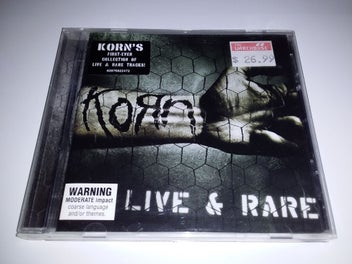 KORN'S
FIRST-EVER
COLLECTION OF
LIVE & RARE TRACKS!
$ 26.99
KoRn
WARNING
MODERATE impact
coarse language
and/or themes
LIVE & RARE